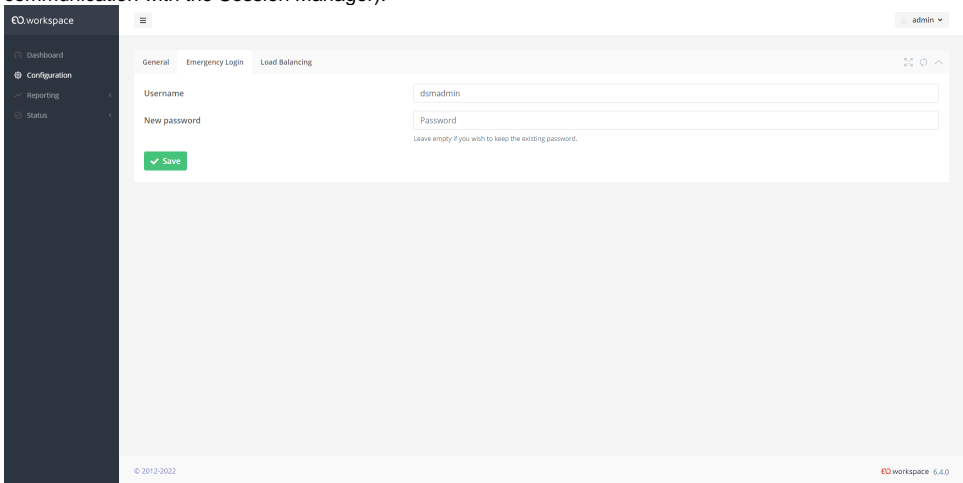 communication with the Session Manager).
workspace
admin
Dashboard
Configuration
Reporting
Status
General Emergency Login Load Balancing
Username dsmadmin
New password Password
Leave empty if you wish to keep the existing password.
Save
© 2012-2022
workspace 6.4.0